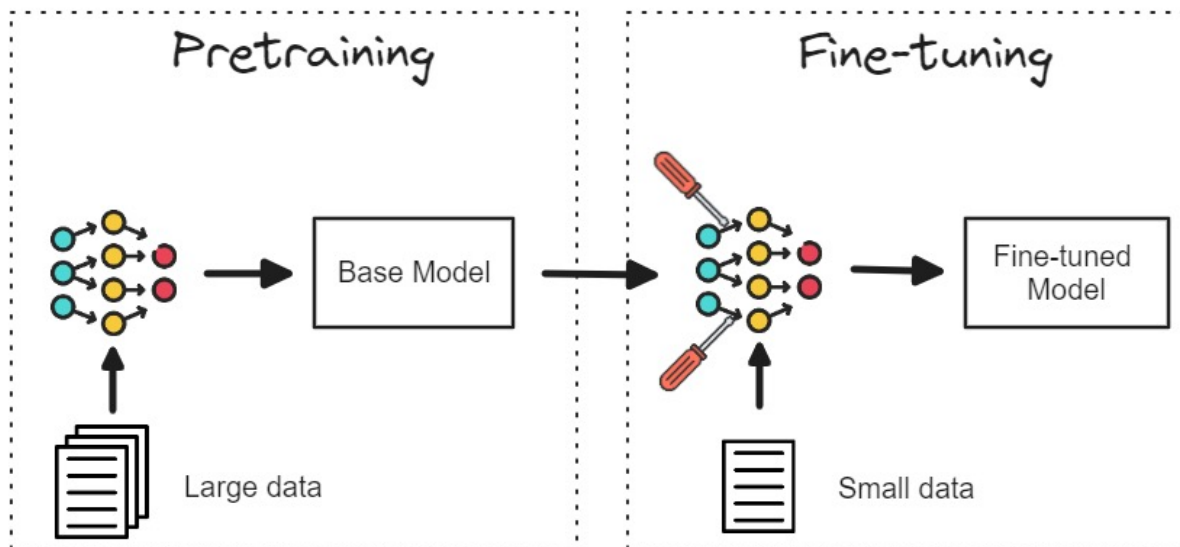 Pretraining
Fine-tuning
Base Model
Fine-tuned
Model
Large data
Small data